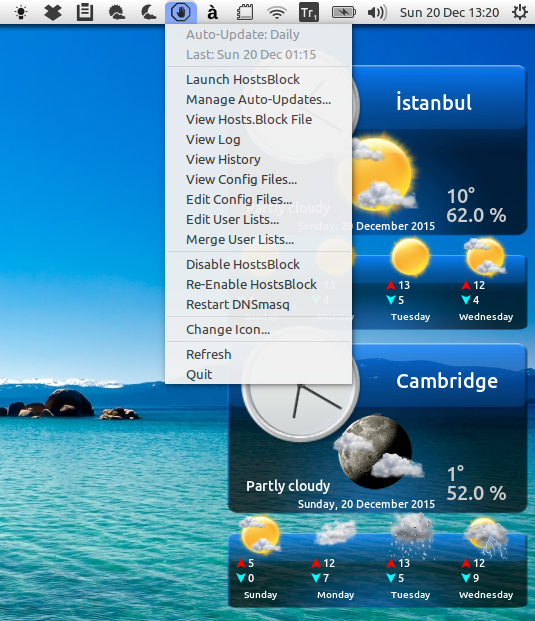 à
Tr1
Sun 20 Dec 13:20
Auto-Update: Daily
Last: Sun 20 Dec 01:15
Launch HostsBlock
Manage Auto-Updates...
View Hosts.Block File
View Log
View History
View Config Files...
Edit Config Files...
Edit User Lists...
Merge User Lists...
Disable HostsBlock
Re-Enable HostsBlock
Restart DNSmasq
Change Icon...
Refresh
Quit
İstanbul
10°
Partly cloudy
62.0 %
Sunday, 20 December 2015
13 13 12
4 5 4
Tuesday Wednesday
Cambridge
1°
Partly cloudy
52.0 %
Sunday, 20 December 2015
5 12 13 12
0 7 5 9
Sunday Monday Tuesday Wednesday